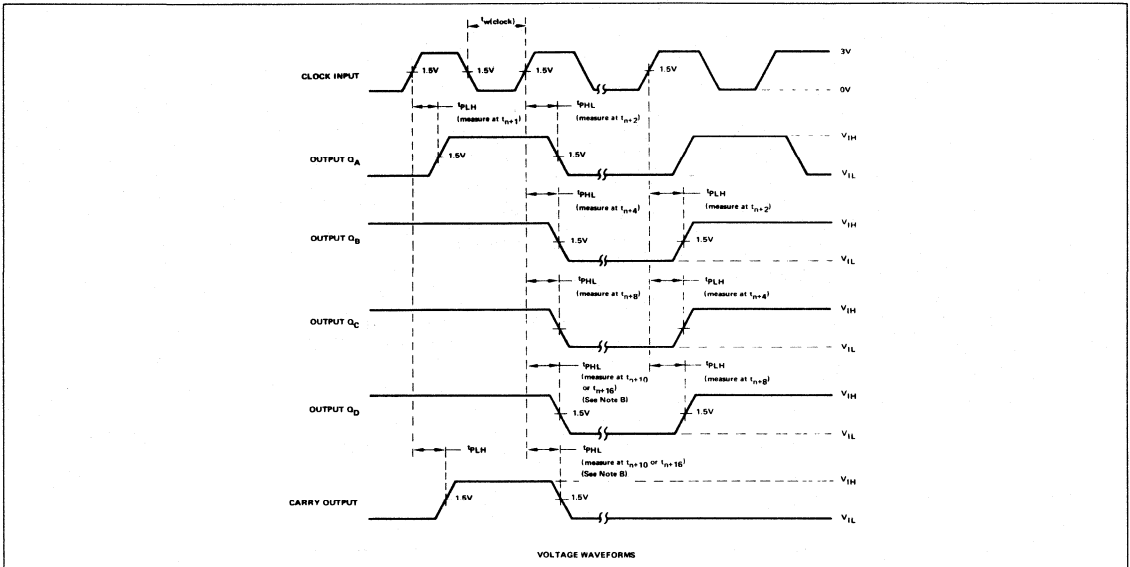 tw(clock)
3V
CLOCK INPUT
1.5V 1.5V 1.5V 1.5V
0V
tPLH
(measure at tn+1)
tPHL
(measure at tn+2)
VIH
OUTPUT QA
1.5V 1.5V
VIL
tPHL
(measure at tn+4)
tPLH
(measure at tn+2)
VIH
OUTPUT QB
1.5V 1.5V
VIL
tPHL
(measure at tn+8)
tPLH
(measure at tn+4)
VIH
OUTPUT QC
VIL
tPHL
(measure at tn+10
or tn+16)
(See Note B)
tPLH
(measure at tn+8)
VIH
OUTPUT QD
1.5V 1.5V
VIL
tPLH
tPHL
(measure at tn+10 or tn+16)
(See Note B)
VIH
CARRY OUTPUT
1.5V 1.5V
VIL
VOLTAGE WAVEFORMS